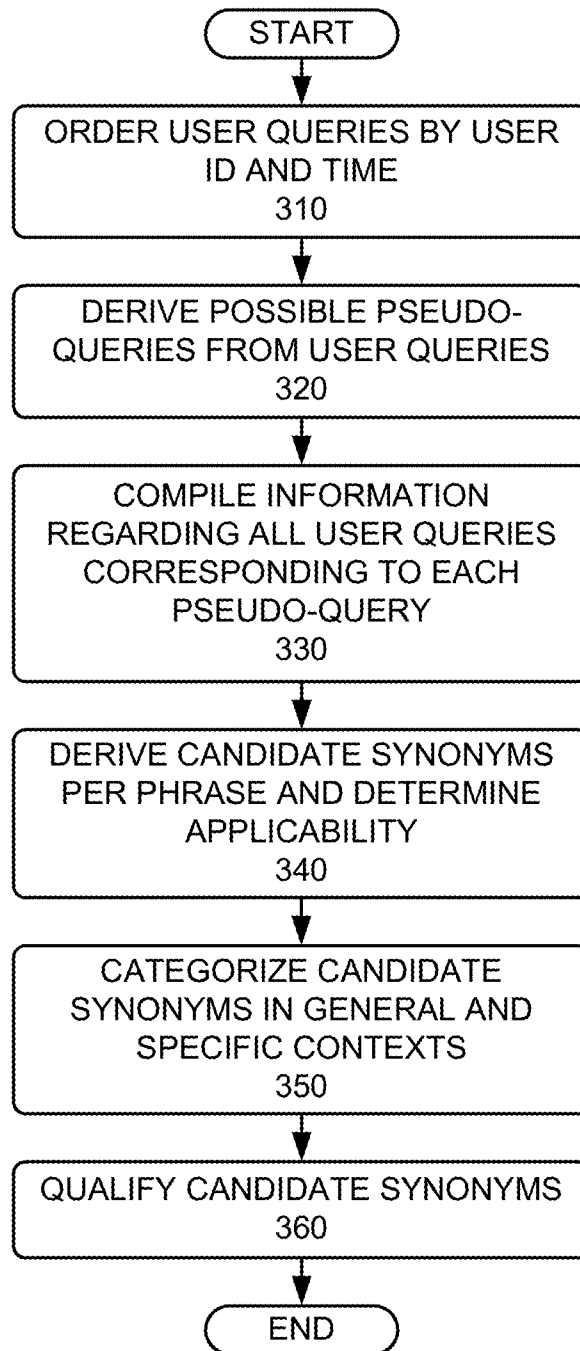 START
ORDER USER QUERIES BY USER
ID AND TIME
310
DERIVE POSSIBLE PSEUDO-
QUERIES FROM USER QUERIES
320
COMPILE INFORMATION
REGARDING ALL USER QUERIES
CORRESPONDING TO EACH
PSEUDO-QUERY
330
DERIVE CANDIDATE SYNONYMS
PER PHRASE AND DETERMINE
APPLICABILITY
340
CATEGORIZE CANDIDATE
SYNONYMS IN GENERAL AND
SPECIFIC CONTEXTS
350
QUALIFY CANDIDATE SYNONYMS
360
END